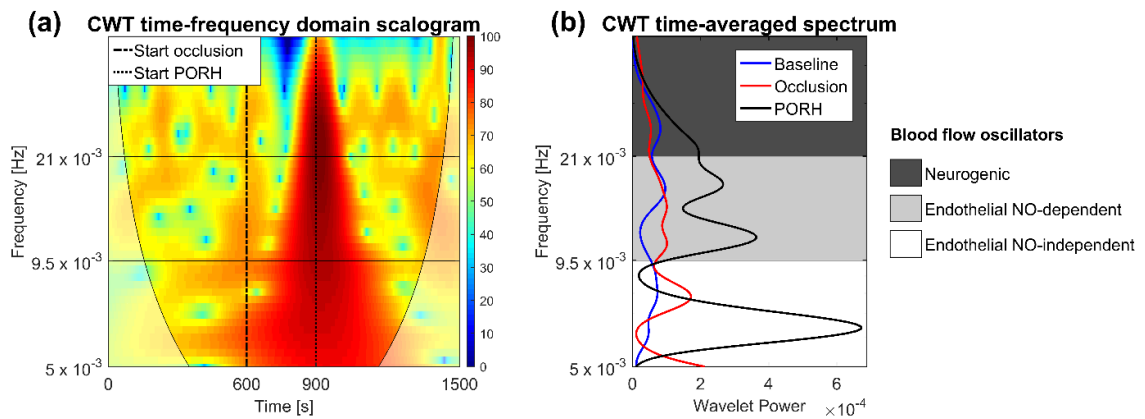 (a) CWT time-frequency domain scalogram
Start occlusion
Start PORH
Frequency [Hz]
21 x 10⁻³
9.5 x 10⁻³
5 x 10⁻³
0
600
900
1500
Time [s]
100
90
80
70
60
50
40
30
20
10
0
(b) CWT time-averaged spectrum
Baseline
Occlusion
PORH
Frequency [Hz]
21 x 10⁻³
9.5 x 10⁻³
5 x 10⁻³
0
2
4
6
×10⁻⁴
Wavelet Power
Blood flow oscillators
Neurogenic
Endothelial NO-dependent
Endothelial NO-independent